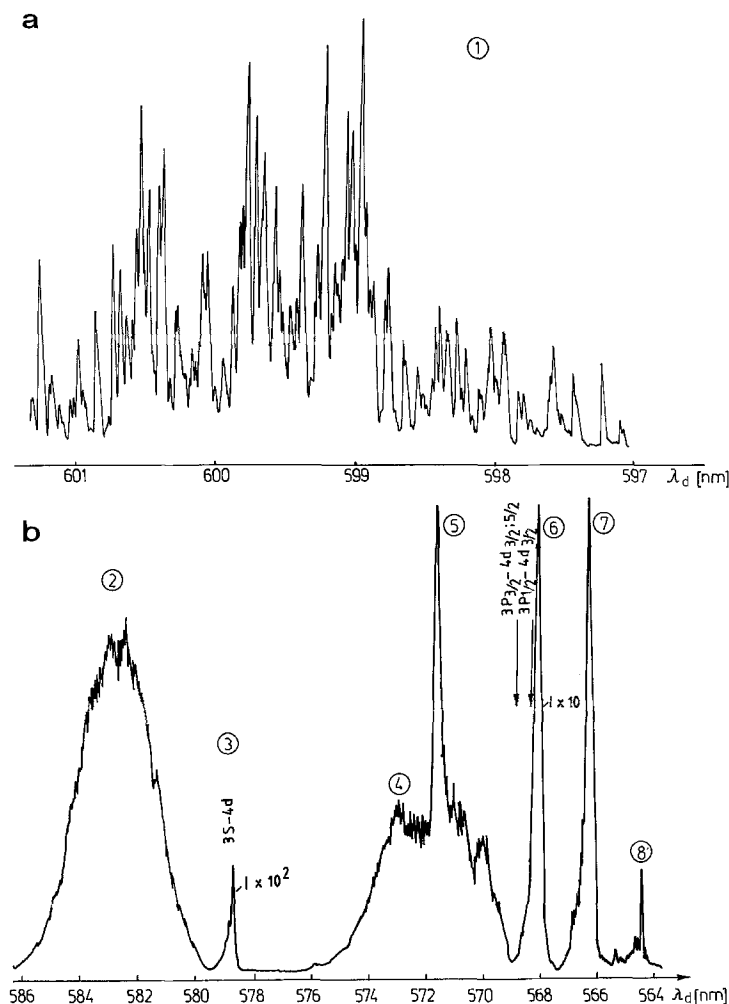 a
①
601 600 599 598 597 λd [nm]
b
②
3S-4d
③
I x 10²
④
⑤
3P3/2-4d 3/2;5/2
3P1/2-4d 3/2
⑥
I x 10
⑦
⑧
586 584 582 580 578 576 574 572 570 568 566 564 λd[nm]